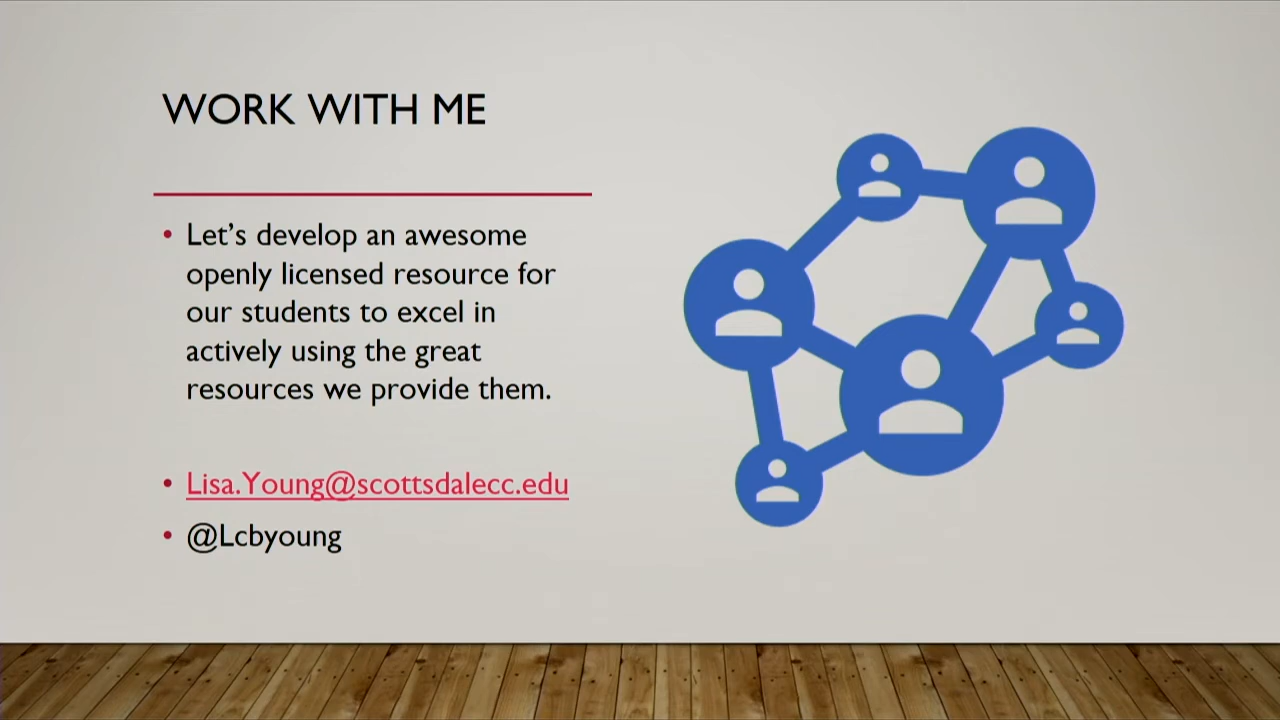 WORK WITH ME
• Let’s develop an awesome
openly licensed resource for
our students to excel in
actively using the great
resources we provide them.
• Lisa.Young@scottsdalecc.edu
• @Lcbyoung